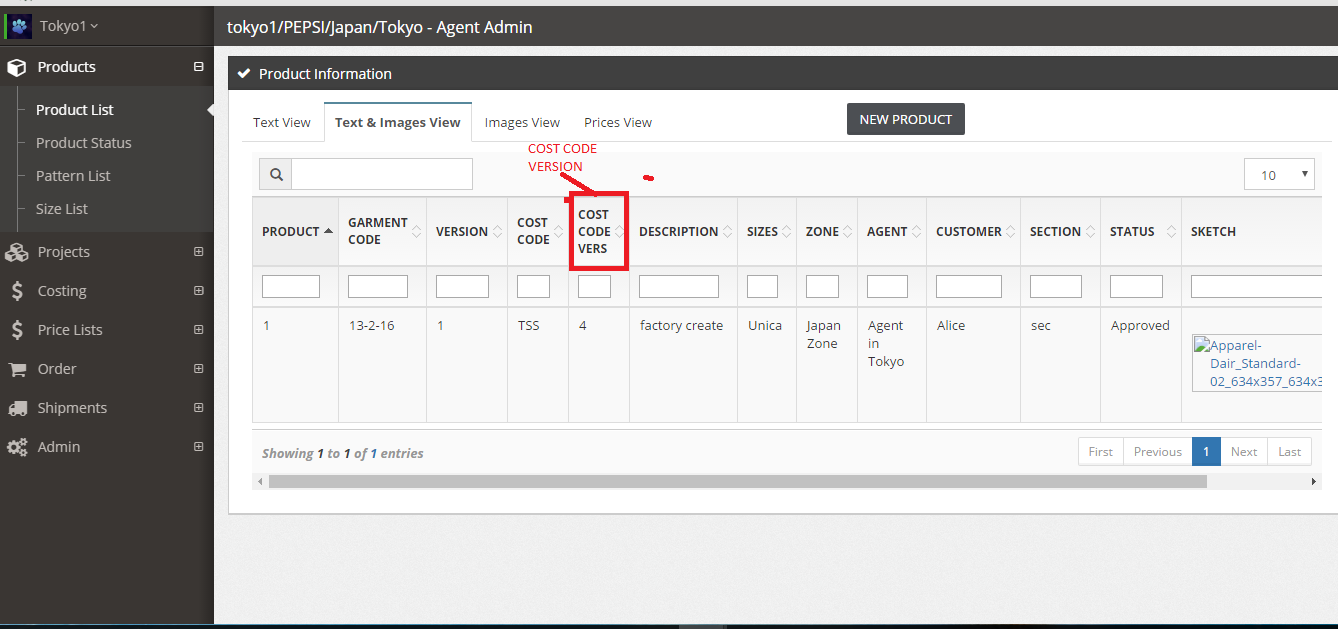 Tokyo1
tokyo1/PEPSI/Japan/Tokyo - Agent Admin
Products
Product List
Product Status
Pattern List
Size List
Projects
Costing
Price Lists
Order
Shipments
Admin
Product Information
Text View
Text & Images View
Images View
Prices View
NEW PRODUCT
COST CODE
VERSION
10
PRODUCT
GARMENT
CODE
VERSION
COST
CODE
COST
CODE
VERS
DESCRIPTION
SIZES
ZONE
AGENT
CUSTOMER
SECTION
STATUS
SKETCH
1
13-2-16
1
TSS
4
factory create
Unica
Japan
Zone
Agent
in
Tokyo
Alice
sec
Approved
Apparel-
Dair_Standard-
02_634x357_634x3
Showing 1 to 1 of 1 entries
First
Previous
1
Next
Last